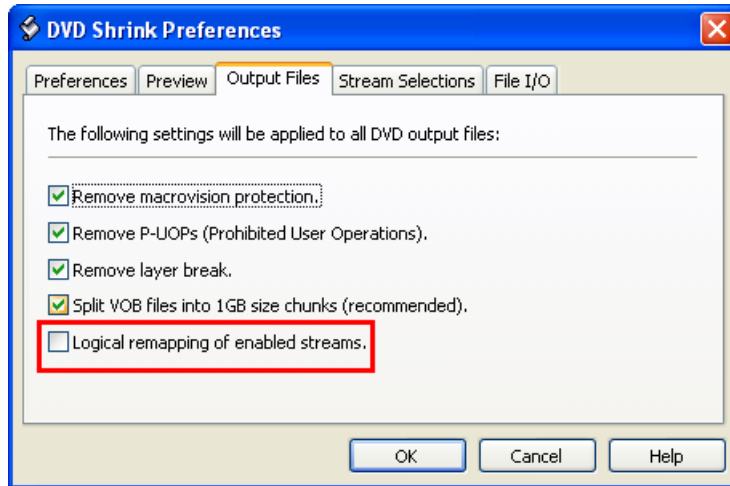 DVD Shrink Preferences
Preferences Preview Output Files Stream Selections File I/O
The following settings will be applied to all DVD output files:
Remove macrovision protection.
Remove P-UOPs (Prohibited User Operations).
Remove layer break.
Split VOB files into 1GB size chunks (recommended).
Logical remapping of enabled streams.
OK Cancel Help